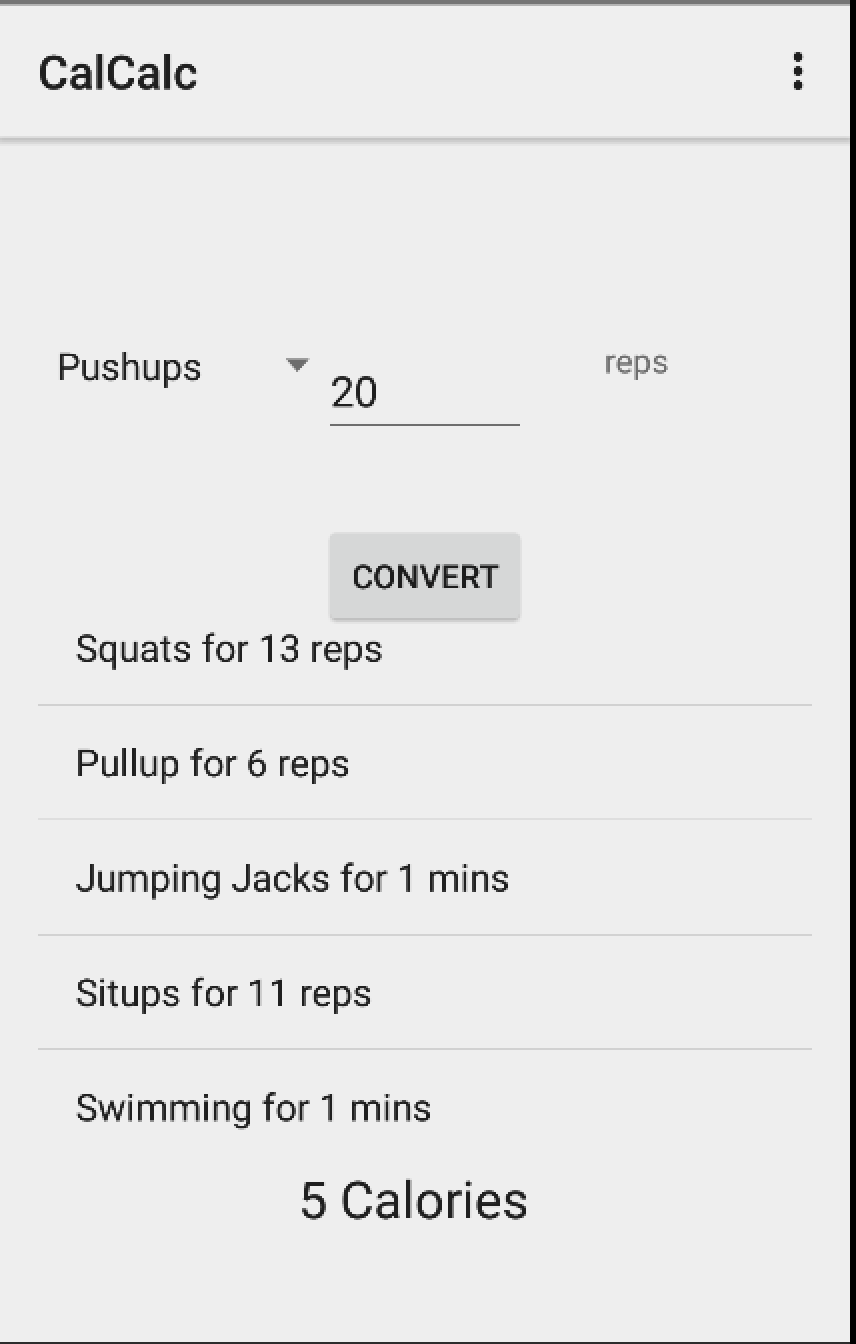 CalCalc
Pushups
20
reps
CONVERT
Squats for 13 reps
Pullup for 6 reps
Jumping Jacks for 1 mins
Situps for 11 reps
Swimming for 1 mins
5 Calories